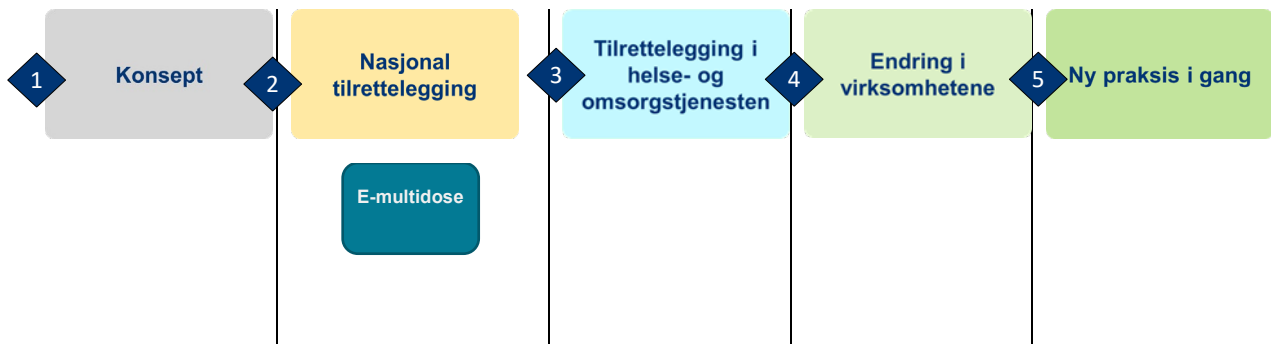 1
Konsept
2
Nasjonal
tilrettelegging
3
Tilrettelegging i
helse- og
omsorgstjenesten
4
Endring i
virksomhetene
5
Ny praksis i gang
E-multidose